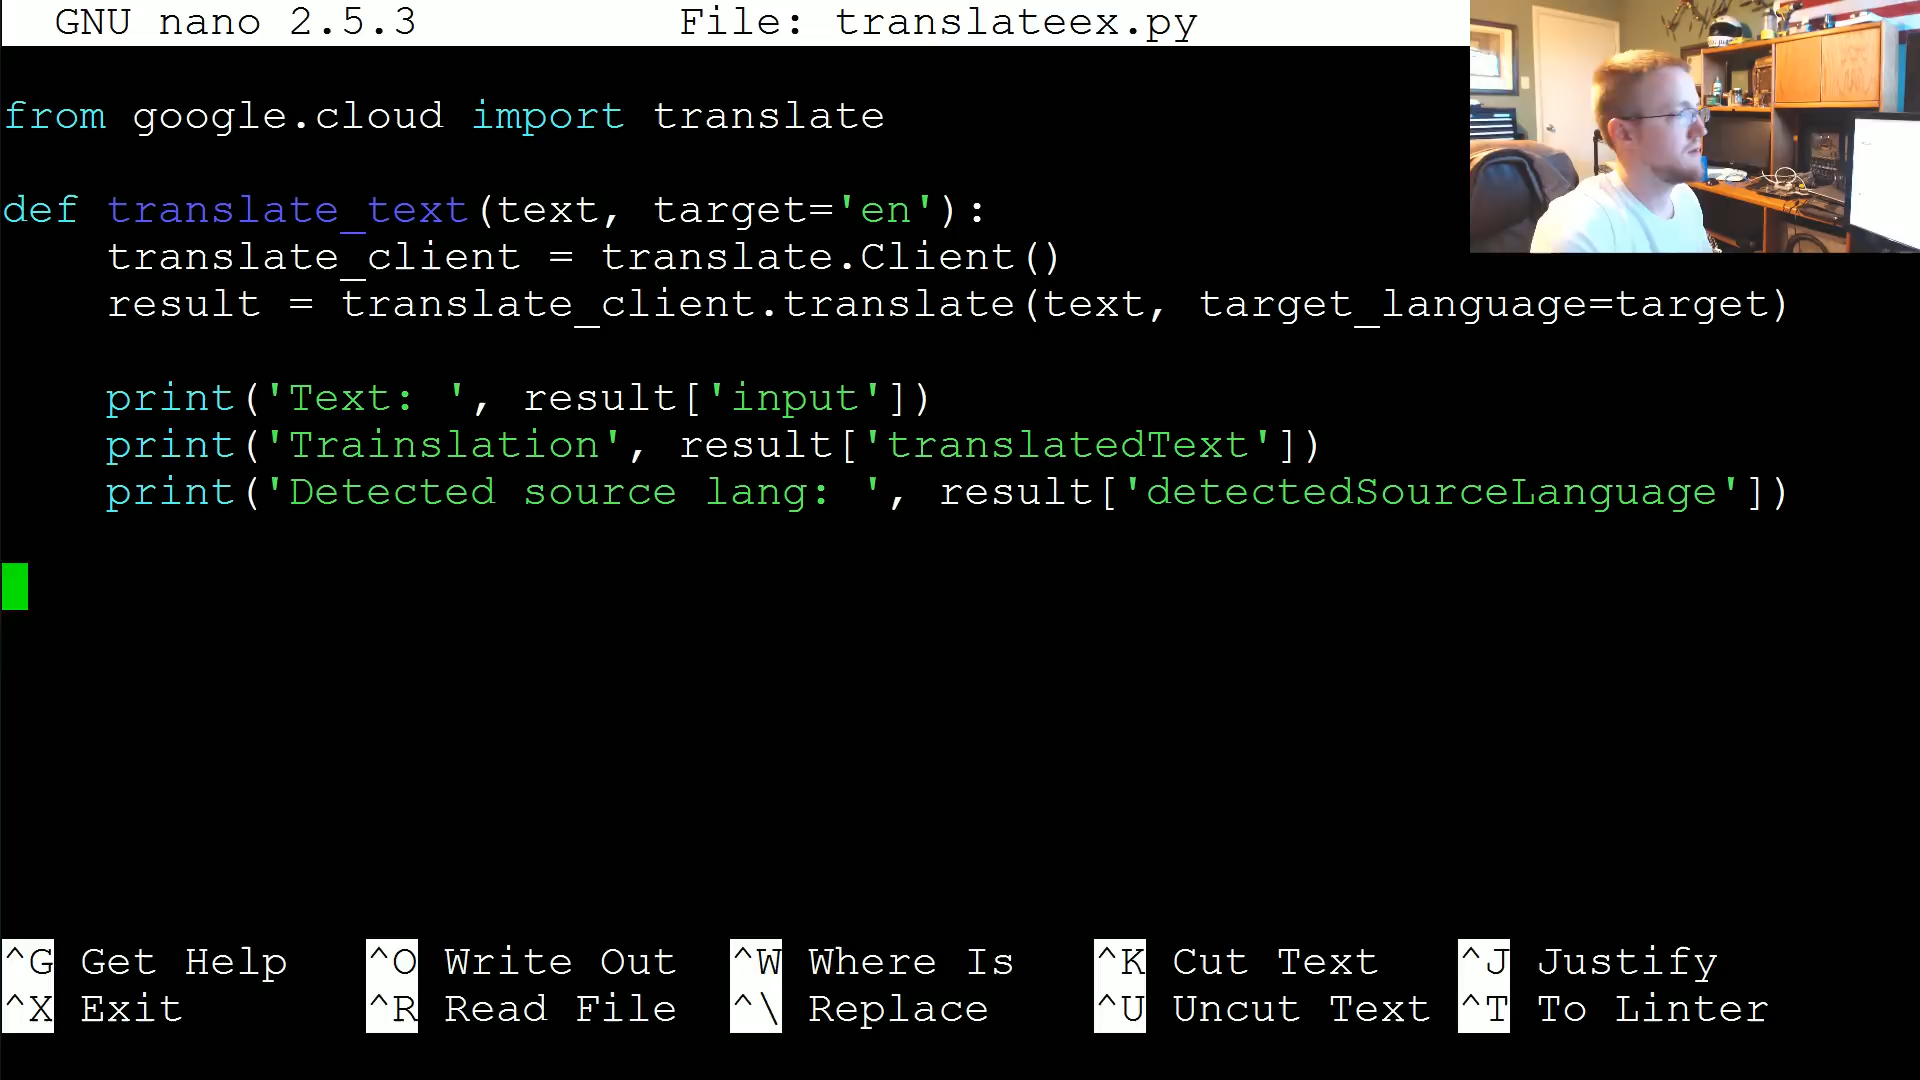 GNU nano 2.5.3 File: translateex.py
from google.cloud import translate
def translate_text(text, target='en'):
    translate_client = translate.Client()
    result = translate_client.translate(text, target_language=target)
    print('Text: ', result['input'])
    print('Trainslation', result['translatedText'])
    print('Detected source lang: ', result['detectedSourceLanguage'])
^G Get Help ^O Write Out ^W Where Is ^K Cut Text ^J Justify
^X Exit ^R Read File ^\ Replace ^U Uncut Text ^T To Linter